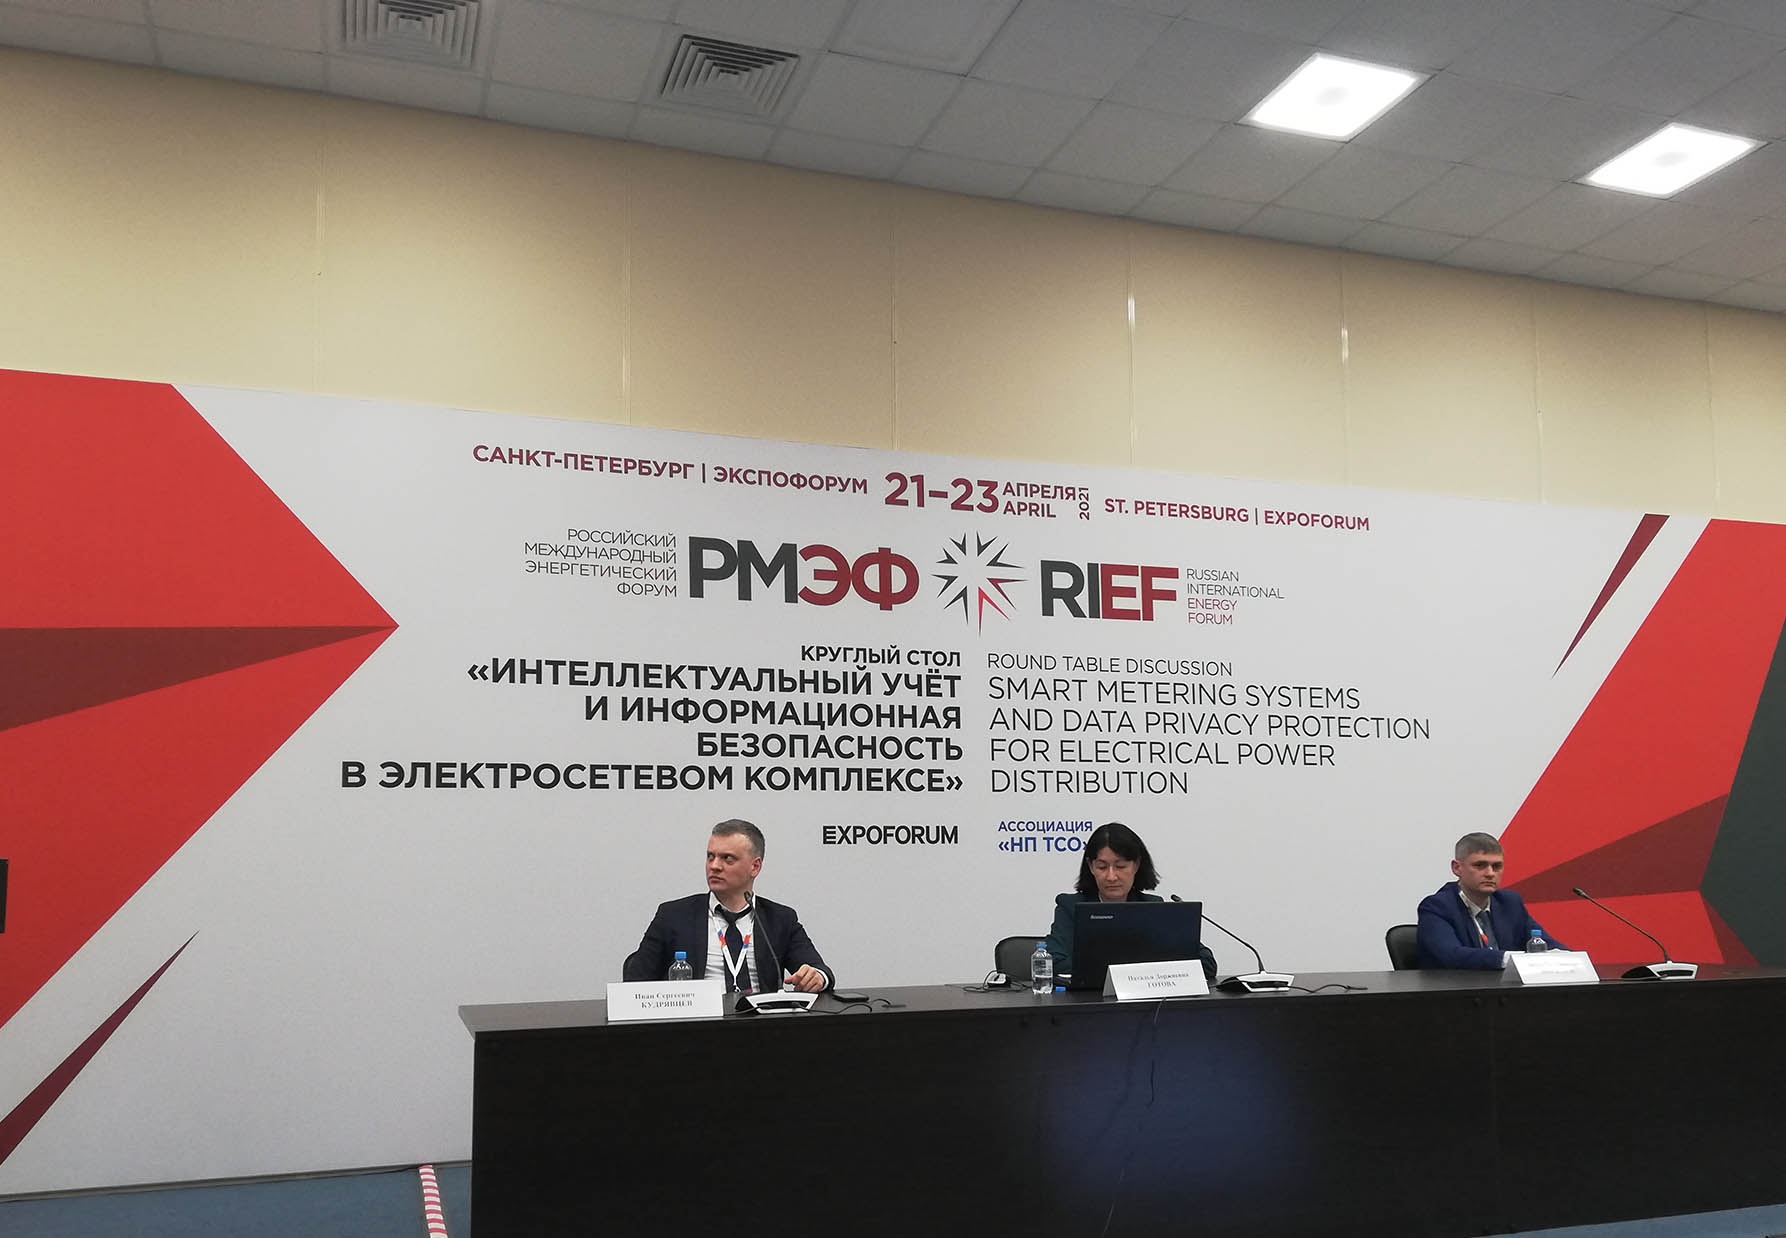 САНКТ-ПЕТЕРБУРГ | ЭКСПОФОРУМ 21–23 АПРЕЛЯ APRIL 2021 ST. PETERSBURG | EXPOFORUM
РОССИЙСКИЙ
МЕЖДУНАРОДНЫЙ
ЭНЕРГЕТИЧЕСКИЙ
ФОРУМ
РМЭФ
RIEF
RUSSIAN
INTERNATIONAL
ENERGY
FORUM
КРУГЛЫЙ СТОЛ
«ИНТЕЛЛЕКТУАЛЬНЫЙ УЧЁТ
И ИНФОРМАЦИОННАЯ
БЕЗОПАСНОСТЬ
В ЭЛЕКТРОСЕТЕВОМ КОМПЛЕКСЕ»
ROUND TABLE DISCUSSION
SMART METERING SYSTEMS
AND DATA PRIVACY PROTECTION
FOR ELECTRICAL POWER
DISTRIBUTION
EXPOFORUM
АССОЦИАЦИЯ
«НП ТСО»
Иван Сергеевич
КУДРЯВЦЕВ
lenovo
Наталья Доржиевна
ГОТОВА